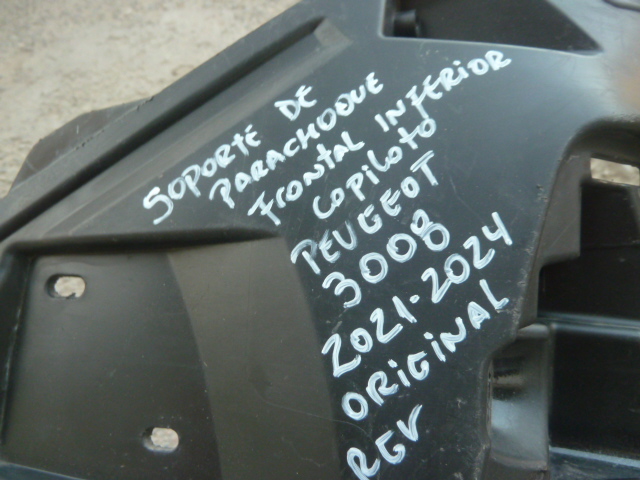 SOPORTE DE
PARACHOQUE
FRONTAL INFERIOR
COPILOTO
PEUGEOT
3008
2021-2024
ORIGINAL
RGV